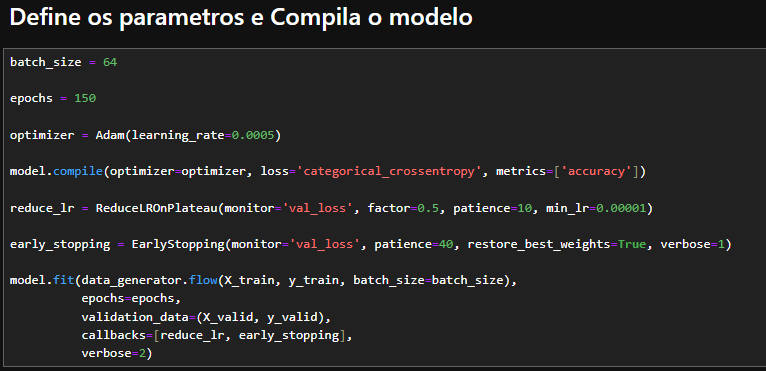 Define os parametros e Compila o modelo
batch_size = 64
epochs = 150
optimizer = Adam(learning_rate=0.0005)
model.compile(optimizer=optimizer, loss='categorical_crossentropy', metrics=['accuracy'])
reduce_lr = ReduceLROnPlateau(monitor='val_loss', factor=0.5, patience=10, min_lr=0.00001)
early_stopping = EarlyStopping(monitor='val_loss', patience=40, restore_best_weights=True, verbose=1)
model.fit(data_generator.flow(X_train, y_train, batch_size=batch_size),
          epochs=epochs,
          validation_data=(X_valid, y_valid),
          callbacks=[reduce_lr, early_stopping],
          verbose=2)